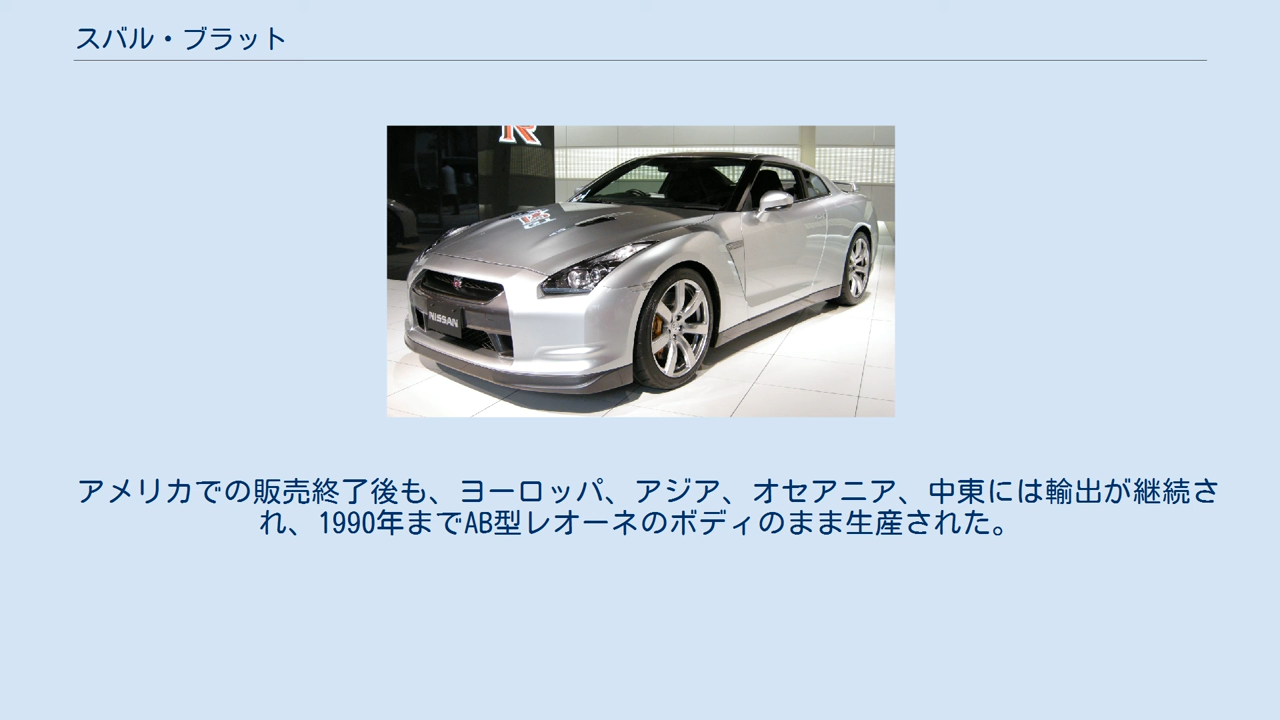 スバル・ブラット
R
NISSAN
アメリカでの販売終了後も、ヨーロッパ、アジア、オセアニア、中東には輸出が継続さ
れ、1990年までAB型レオーネのボディのまま生産された。